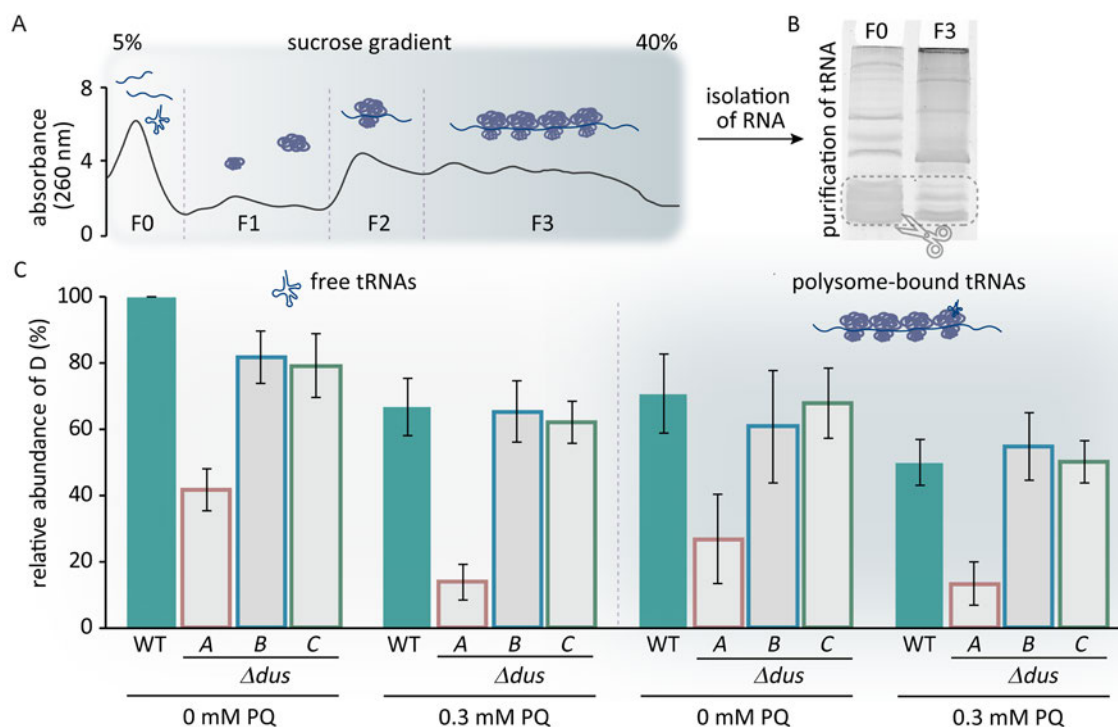 A
5%
sucrose gradient
40%
B
F0
F3
8
4
0
absorbance
(260 nm)
F0
F1
F2
F3
isolation
of RNA
purification of tRNA
C
free tRNAs
polysome-bound tRNAs
relative abundance of D (%)
100
80
60
40
20
0
WT
A
B
C
WT
A
B
C
WT
A
B
C
WT
A
B
C
Δdus
Δdus
Δdus
Δdus
0 mM PQ
0.3 mM PQ
0 mM PQ
0.3 mM PQ